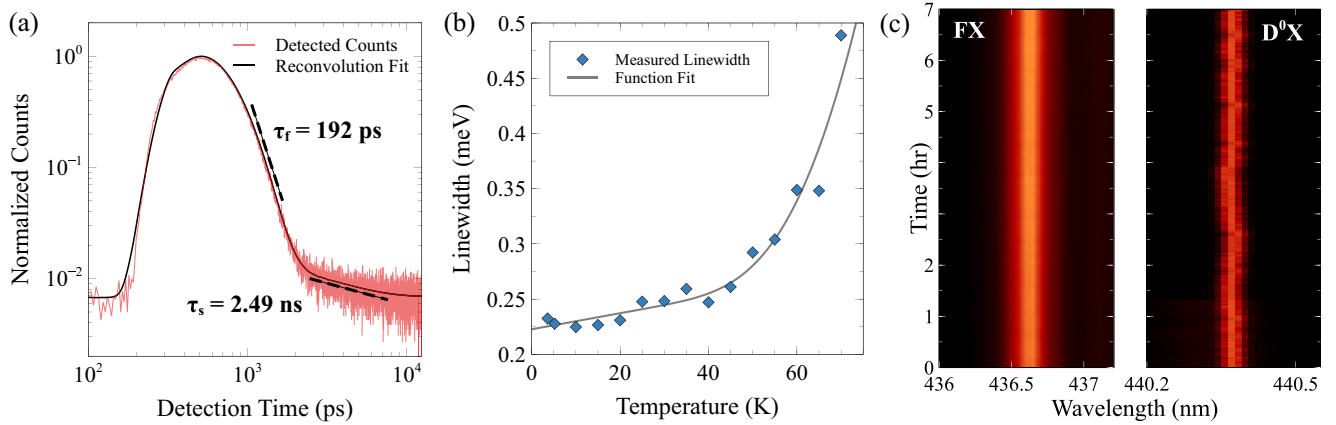 (a)
Detected Counts
Reconvolution Fit
τf = 192 ps
τs = 2.49 ns
10⁰
10⁻¹
10⁻²
10²
10³
10⁴
Normalized Counts
Detection Time (ps)
(b)
Measured Linewidth
Function Fit
0.5
0.45
0.4
0.35
0.3
0.25
0.2
0
20
40
60
Linewidth (meV)
Temperature (K)
(c)
FX
D⁰X
7
6
5
4
3
2
1
0
Time (hr)
436
436.5
437
440.2
440.5
Wavelength (nm)